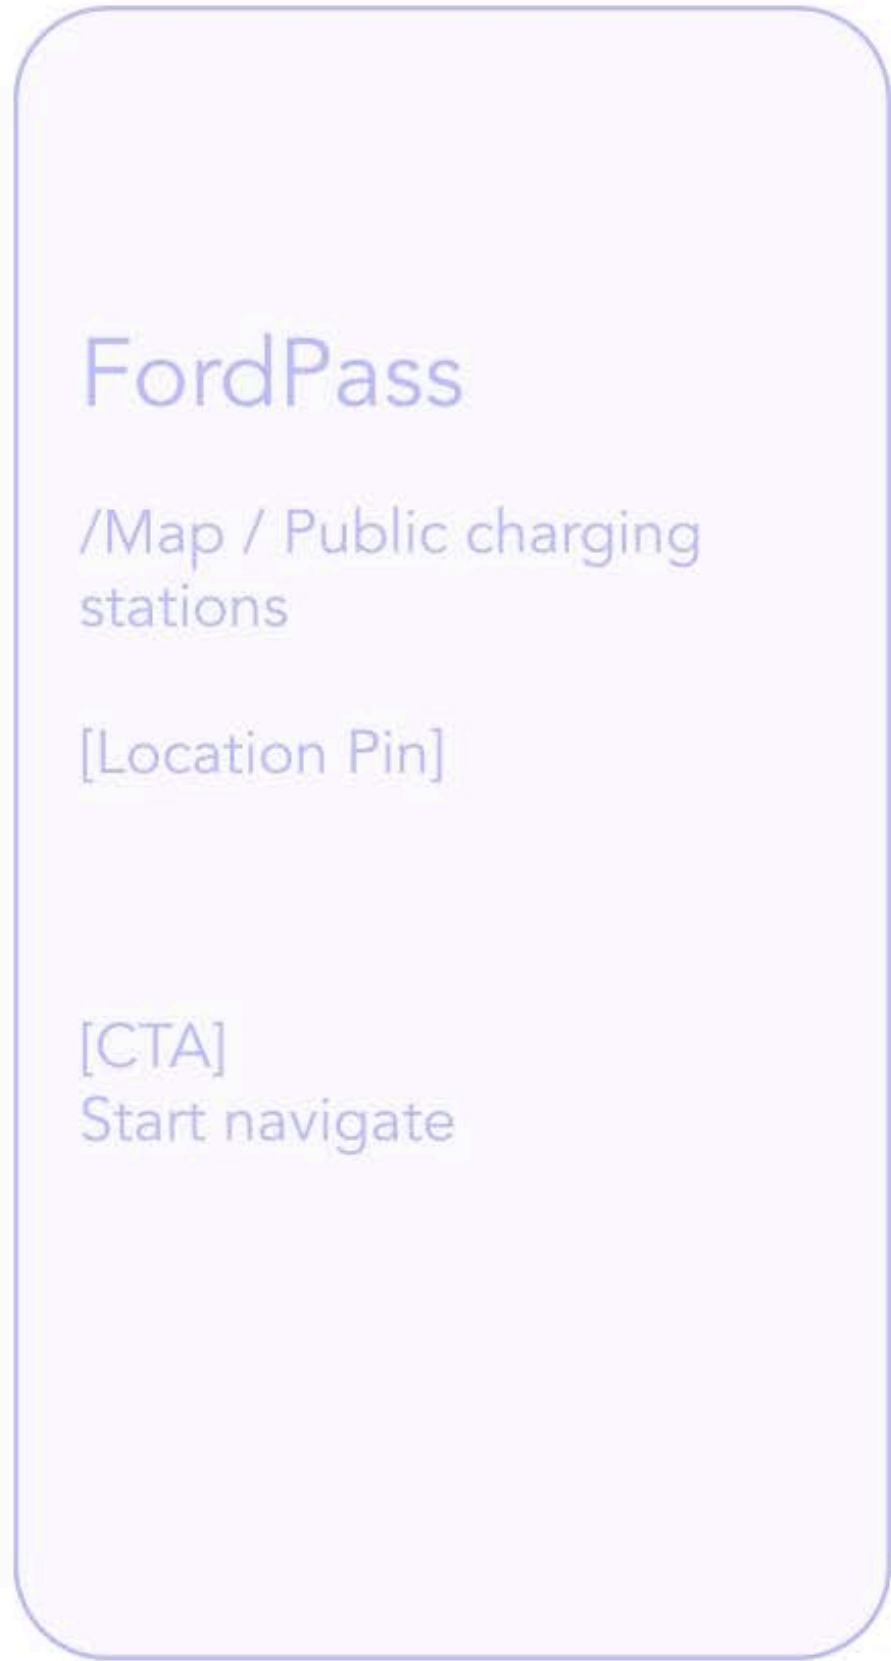 FordPass
/Map / Public charging
stations
[Location Pin]
[CTA]
Start navigate